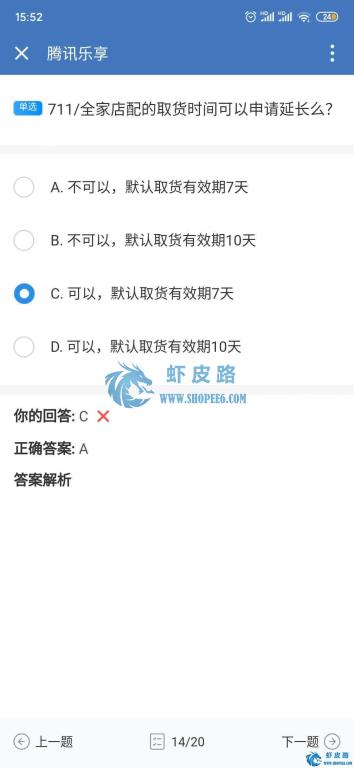 15:52
HD HD 24
腾讯乐享
单选 711/全家店配的取货时间可以申请延长么?
A. 不可以，默认取货有效期7天
B. 不可以，默认取货有效期10天
C. 可以，默认取货有效期7天
D. 可以，默认取货有效期10天
虾皮路
WWW.SHOPEE6.COM
你的回答: C
正确答案: A
答案解析
上一题 14/20 下一题
虾皮路
www.shopee6.com